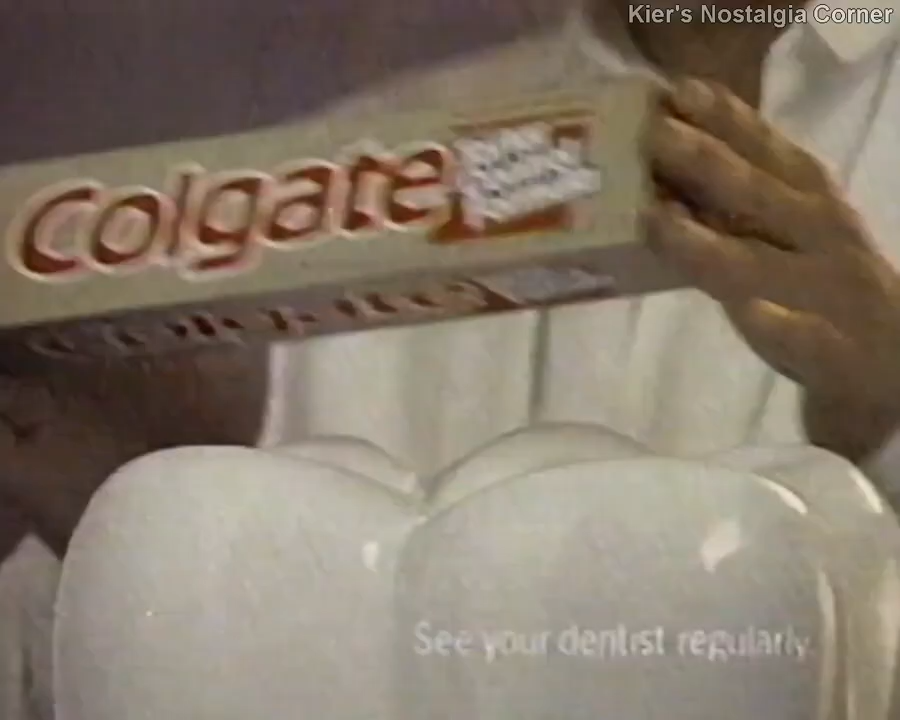 Kier's Nostalgia Corner
Colgate
See your dentist regularly.